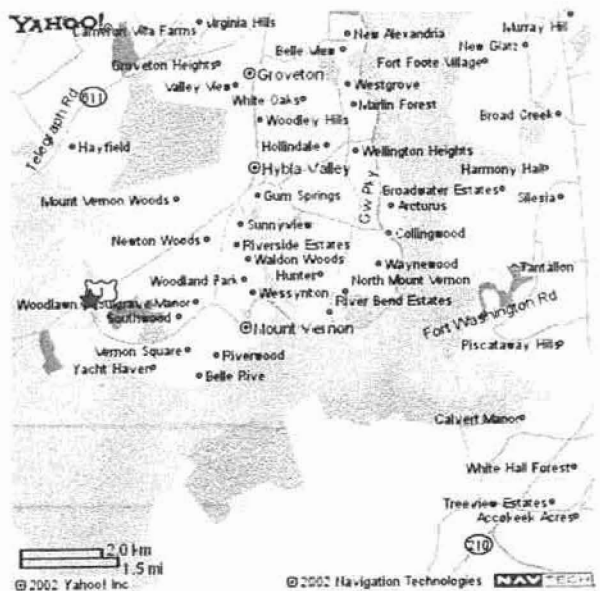 YAHOO!
Cameron Vita Farms
Virginia Hills
New Alexandria
Murray Hill
Belle View
New Glatz
Groveton Heights
Groveton
Fort Foote Village
Valley View
Westgrove
611
White Oaks
Marlin Forest
Telegraph Rd
Woodley Hills
Broad Creek
Hayfield
Hollindale
Wellington Heights
Hybla Valley
Harmony Hall
Mount Vernon Woods
Gum Springs
GW Pky
Broadwater Estates
Silesia
Arcturus
Sunnyview
Newton Woods
Collingwood
Riverside Estates
Waldon Woods
Waynewood
Tantallon
Woodland Park
Hunter
North Mount Vernon
Woodlawn
Manor
Wessynton
River Bend Estates
Southwood
Mount Vernon
Fort Washington Rd
Vernon Square
Riverwood
Piscataway Hills
Yacht Haven
Belle Rive
Calvert Manor
White Hall Forest
Treeview Estates
Accokeek Acres
210
2.0 km
1.5 mi
© 2002 Yahoo! Inc
© 2002 Navigation Technologies NAVTECH